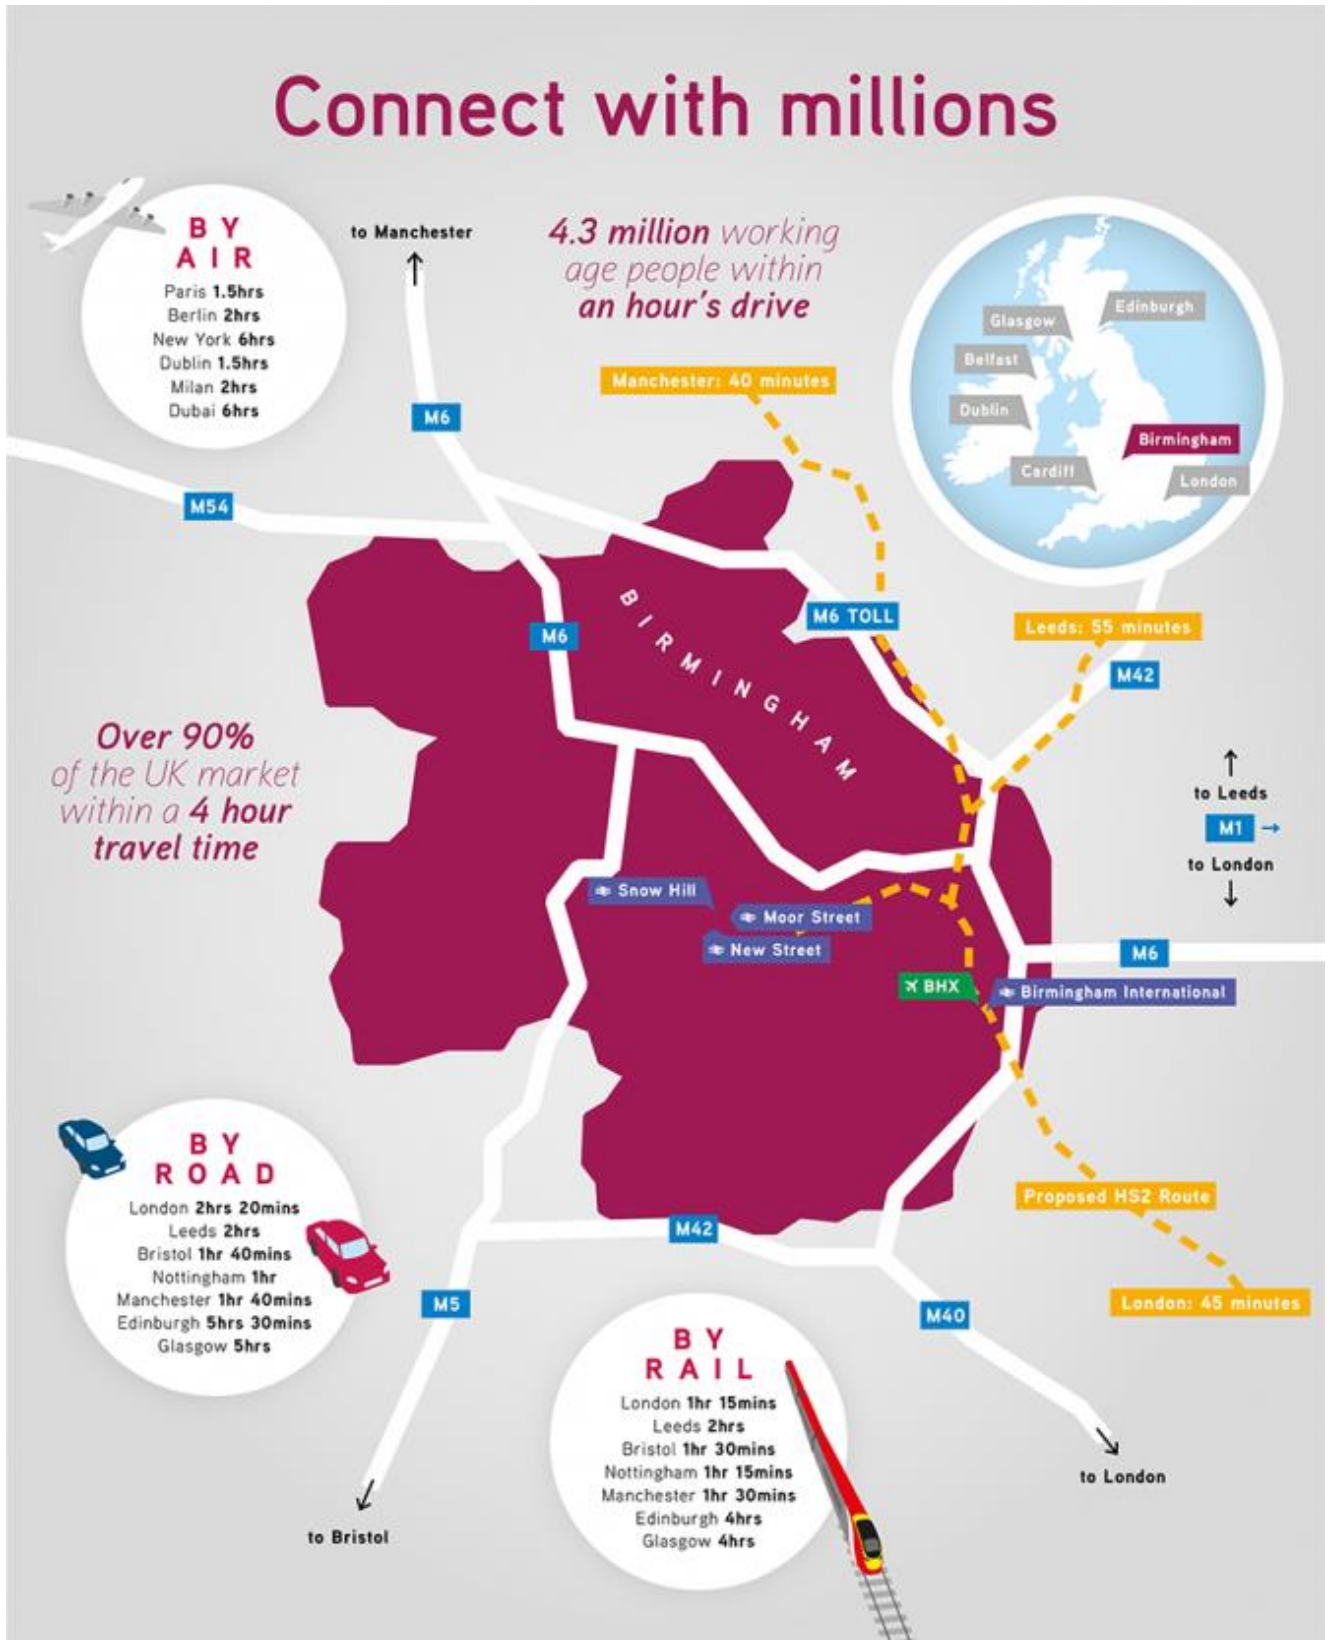 Connect with millions
BY
AIR
Paris 1.5hrs
Berlin 2hrs
New York 6hrs
Dublin 1.5hrs
Milan 2hrs
Dubai 6hrs
to Manchester
4.3 million working
age people within
an hour's drive
Glasgow
Edinburgh
Belfast
Dublin
Birmingham
Cardiff
London
Manchester: 40 minutes
M6
M54
M6
BIRMINGHAM
M6 TOLL
Leeds: 55 minutes
M42
Over 90%
of the UK market
within a 4 hour
travel time
to Leeds
M1 →
to London
Snow Hill
Moor Street
New Street
M6
BHX
Birmingham International
BY
ROAD
London 2hrs 20mins
Leeds 2hrs
Bristol 1hr 40mins
Nottingham 1hr
Manchester 1hr 40mins
Edinburgh 5hrs 30mins
Glasgow 5hrs
Proposed HS2 Route
M42
M5
London: 45 minutes
M40
BY
RAIL
London 1hr 15mins
Leeds 2hrs
Bristol 1hr 30mins
Nottingham 1hr 15mins
Manchester 1hr 30mins
Edinburgh 4hrs
Glasgow 4hrs
to London
to Bristol